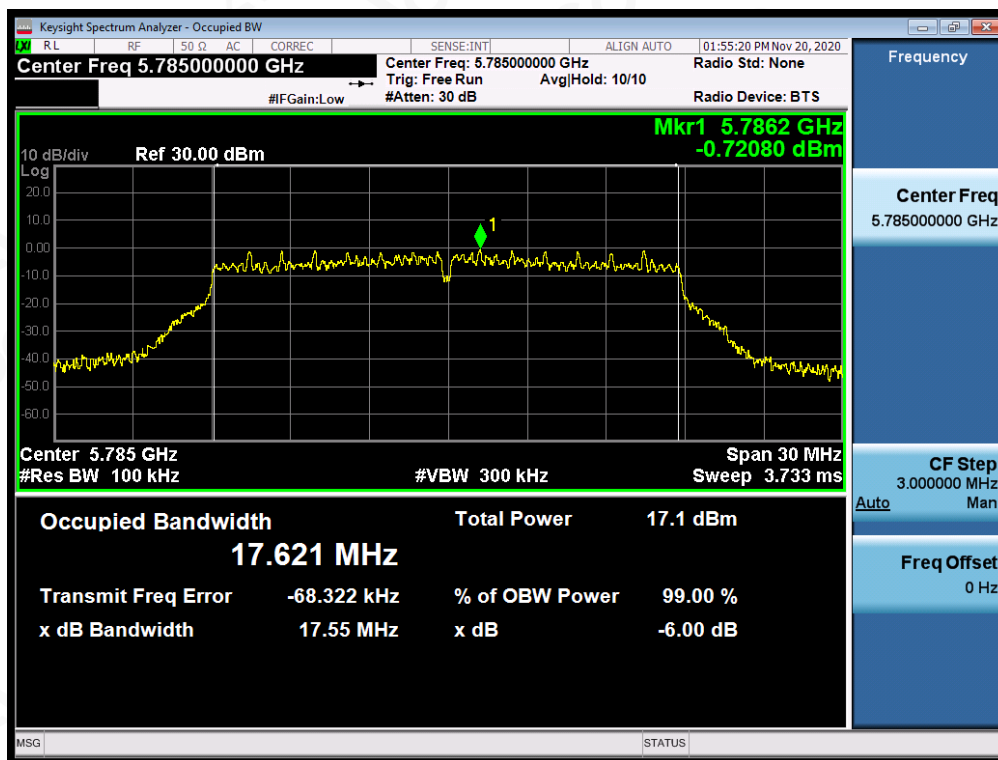 Keysight Spectrum Analyzer - Occupied BW
LXI RL RF 50 Ω AC CORREC SENSE:INT ALIGN AUTO 01:55:20 PM Nov 20, 2020
Center Freq 5.785000000 GHz
Center Freq: 5.785000000 GHz
Radio Std: None
Trig: Free Run Avg|Hold: 10/10
#IFGain:Low
#Atten: 30 dB
Radio Device: BTS
Mkr1 5.7862 GHz
-0.72080 dBm
10 dB/div Ref 30.00 dBm
Log
20.0
10.0
1
0.00
-10.0
-20.0
-30.0
-40.0
-50.0
-60.0
Center 5.785 GHz Span 30 MHz
#Res BW 100 kHz #VBW 300 kHz Sweep 3.733 ms
Occupied Bandwidth Total Power 17.1 dBm
17.621 MHz
Transmit Freq Error -68.322 kHz % of OBW Power 99.00 %
x dB Bandwidth 17.55 MHz x dB -6.00 dB
MSG STATUS
Frequency
Center Freq
5.785000000 GHz
CF Step
3.000000 MHz
Auto Man
Freq Offset
0 Hz